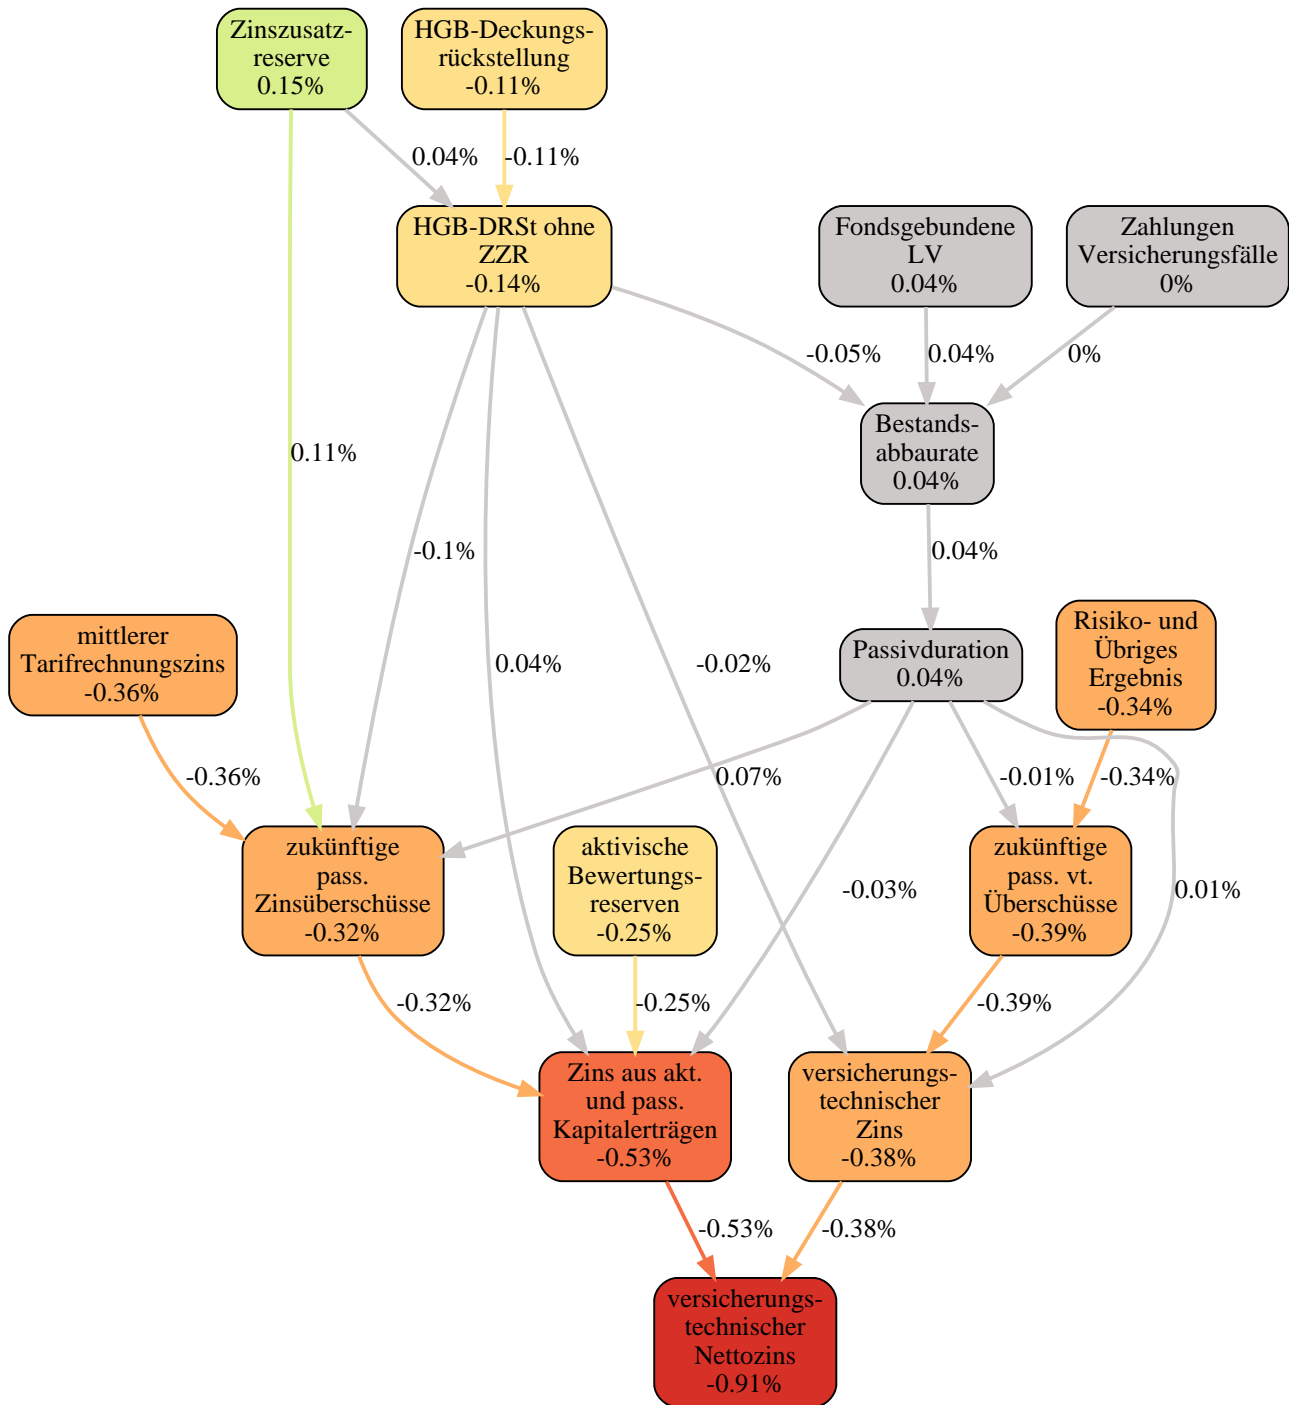 Zinszusatz-
reserve
0.15%
HGB-Deckungs-
rückstellung
-0.11%
0.04%
-0.11%
HGB-DRSt ohne
ZZR
-0.14%
Fondsgebundene
LV
0.04%
Zahlungen
Versicherungsfälle
0%
-0.05%
0.04%
0%
Bestands-
abbaurate
0.04%
0.11%
-0.1%
0.04%
mittlerer
Tarifrechnungszins
-0.36%
0.04%
-0.02%
Passivduration
0.04%
Risiko- und
Übriges
Ergebnis
-0.34%
-0.36%
0.07%
-0.01%
-0.34%
zukünftige
pass.
Zinsüberschüsse
-0.32%
aktivische
Bewertungs-
reserven
-0.25%
-0.03%
zukünftige
pass. vt.
Überschüsse
-0.39%
0.01%
-0.32%
-0.25%
-0.39%
Zins aus akt.
und pass.
Kapitalerträgen
-0.53%
versicherungs-
technischer
Zins
-0.38%
-0.53%
-0.38%
versicherungs-
technischer
Nettozins
-0.91%